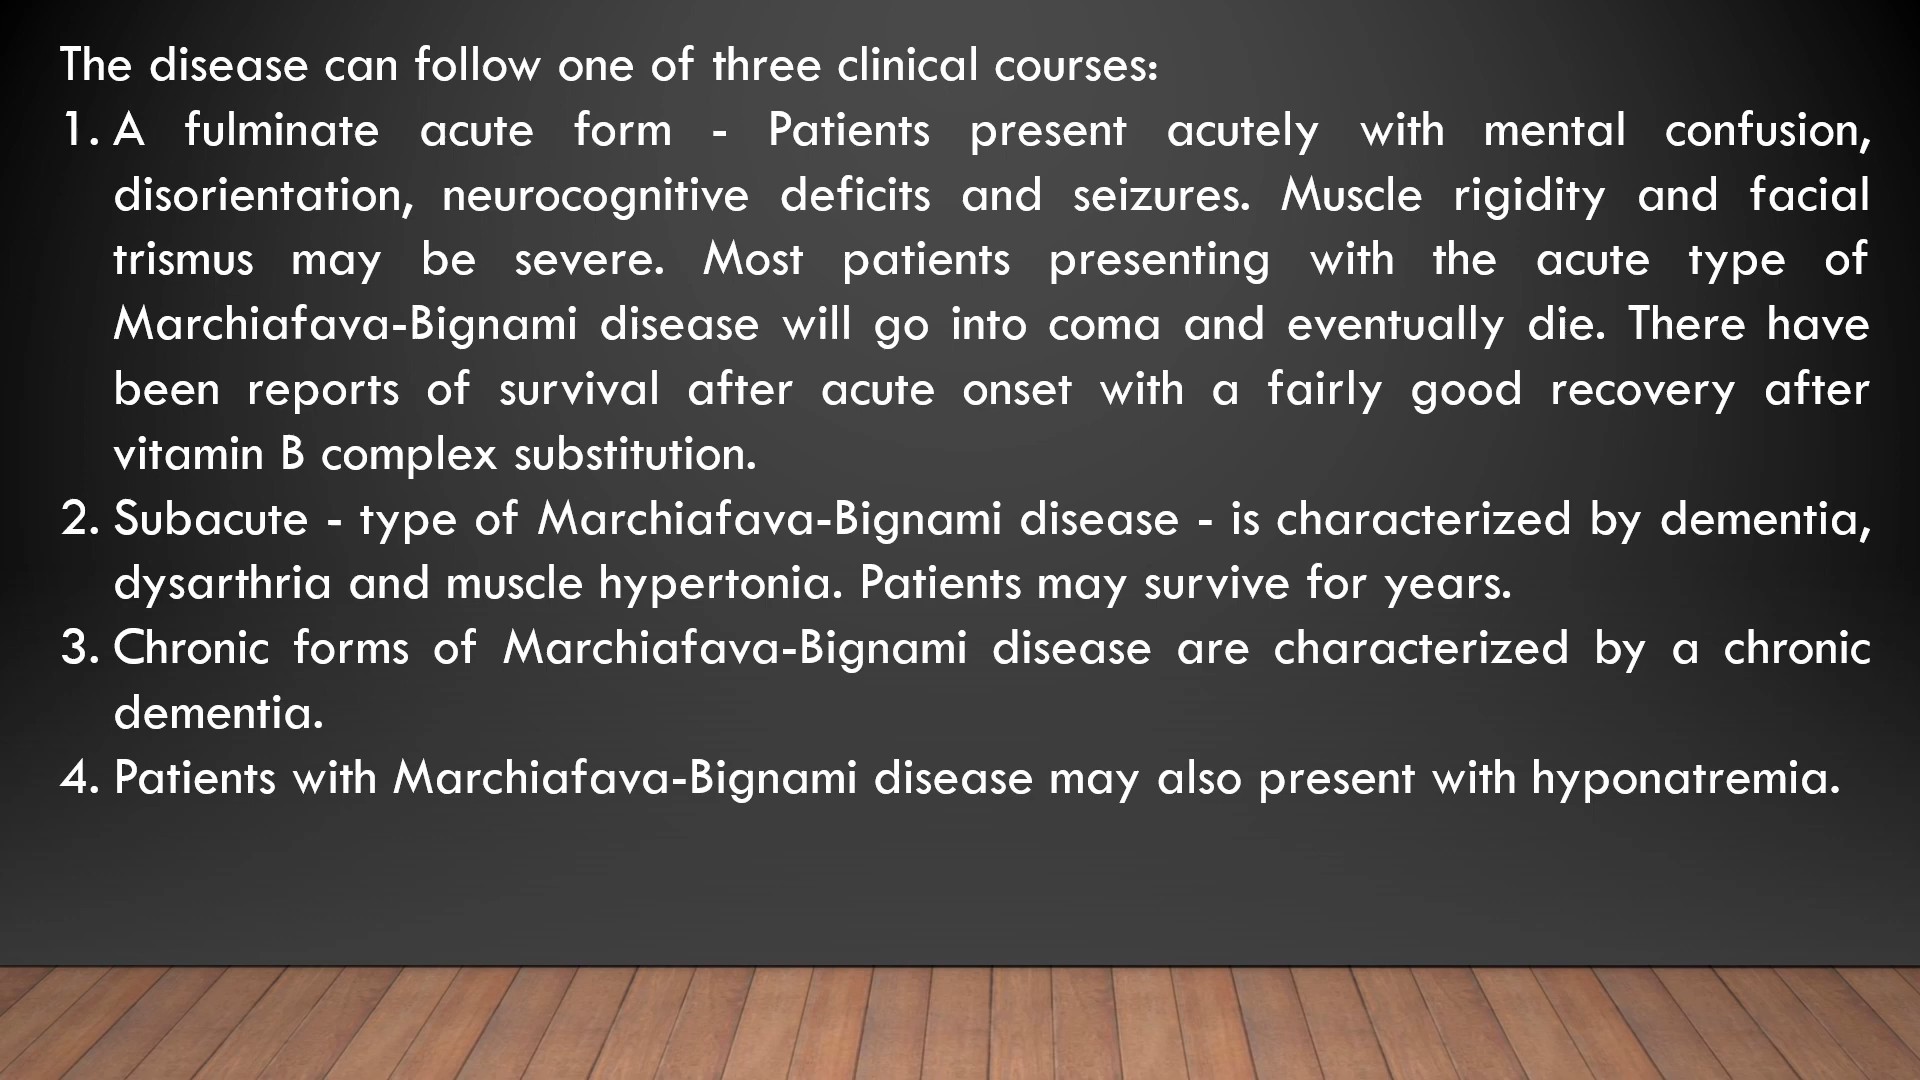 The disease can follow one of three clinical courses:
1. A fulminate acute form - Patients present acutely with mental confusion,
disorientation, neurocognitive deficits and seizures. Muscle rigidity and facial
trismus may be severe. Most patients presenting with the acute type of
Marchiafava-Bignami disease will go into coma and eventually die. There have
been reports of survival after acute onset with a fairly good recovery after
vitamin B complex substitution.
2. Subacute - type of Marchiafava-Bignami disease - is characterized by dementia,
dysarthria and muscle hypertonia. Patients may survive for years.
3. Chronic forms of Marchiafava-Bignami disease are characterized by a chronic
dementia.
4. Patients with Marchiafava-Bignami disease may also present with hyponatremia.